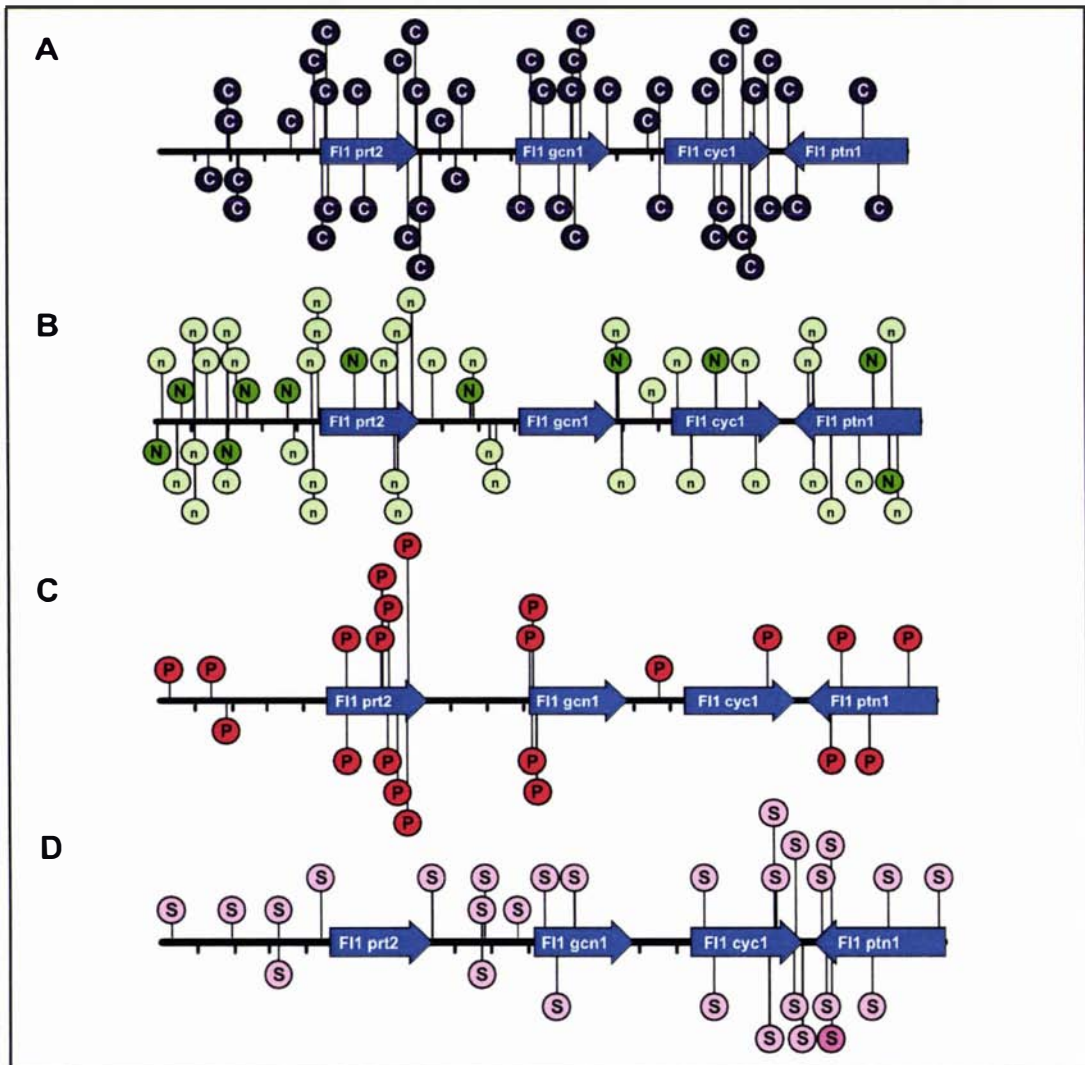 A
C C C C
C C C C C C
C C C C C C C C C C C C C
C C C C
Fl1 prt2 Fl1 gcn1 Fl1 cyc1 Fl1 ptn1
C C C
C C C C C C C C C C C
C C C C C
C C
B
n n
n n n n n n n
n n n n N n n n N n N n n N
N N N N n
Fl1 prt2 Fl1 gcn1 Fl1 cyc1 Fl1 ptn1
N n N n n
n n n n n n n n n n N
n n n n n
C
P
P
P P
P P P P P P
P P P
Fl1 prt2 Fl1 gcn1 Fl1 cyc1 Fl1 ptn1
P
P P P P P
P P
P
D
S
S S
S S S S S S S S S S
S S S S S
Fl1 prt2 Fl1 gcn1 Fl1 cyc1 Fl1 ptn1
S S
S S S S S
S S S